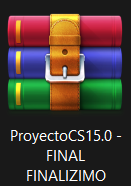 ProyectoCS15.0 -
FINAL
FINALIZIMO